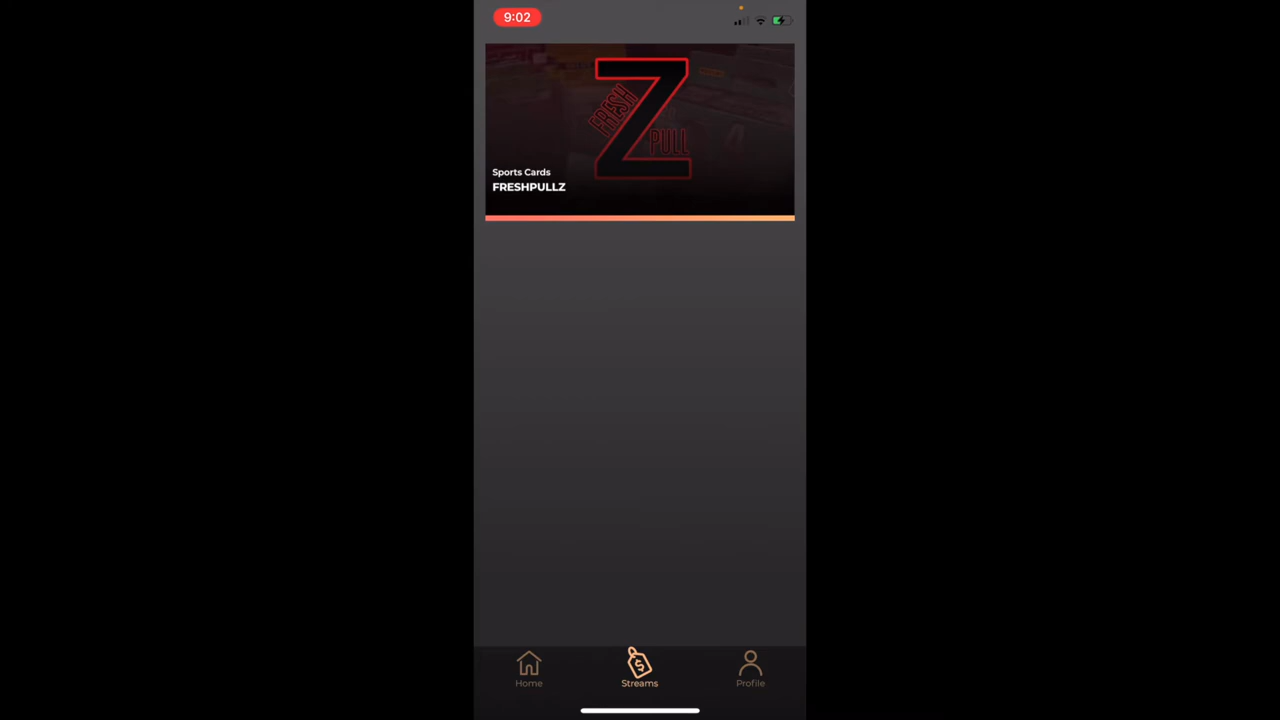 9:02
FRESH
Z
PULL
Sports Cards
FRESHPULLZ
$
Home
Streams
Profile